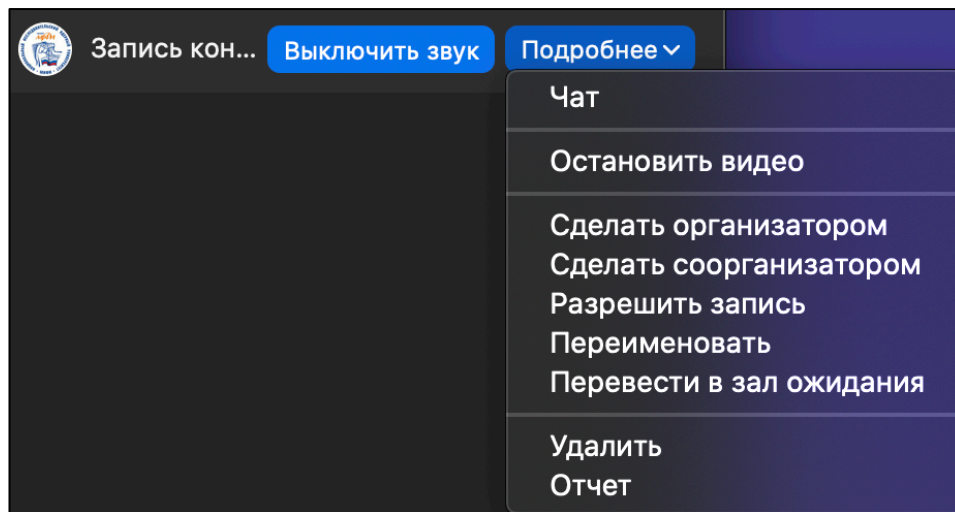 Запись кон... Выключить звук Подробнее
Чат
Остановить видео
Сделать организатором
Сделать соорганизатором
Разрешить запись
Переименовать
Перевести в зал ожидания
Удалить
Отчет